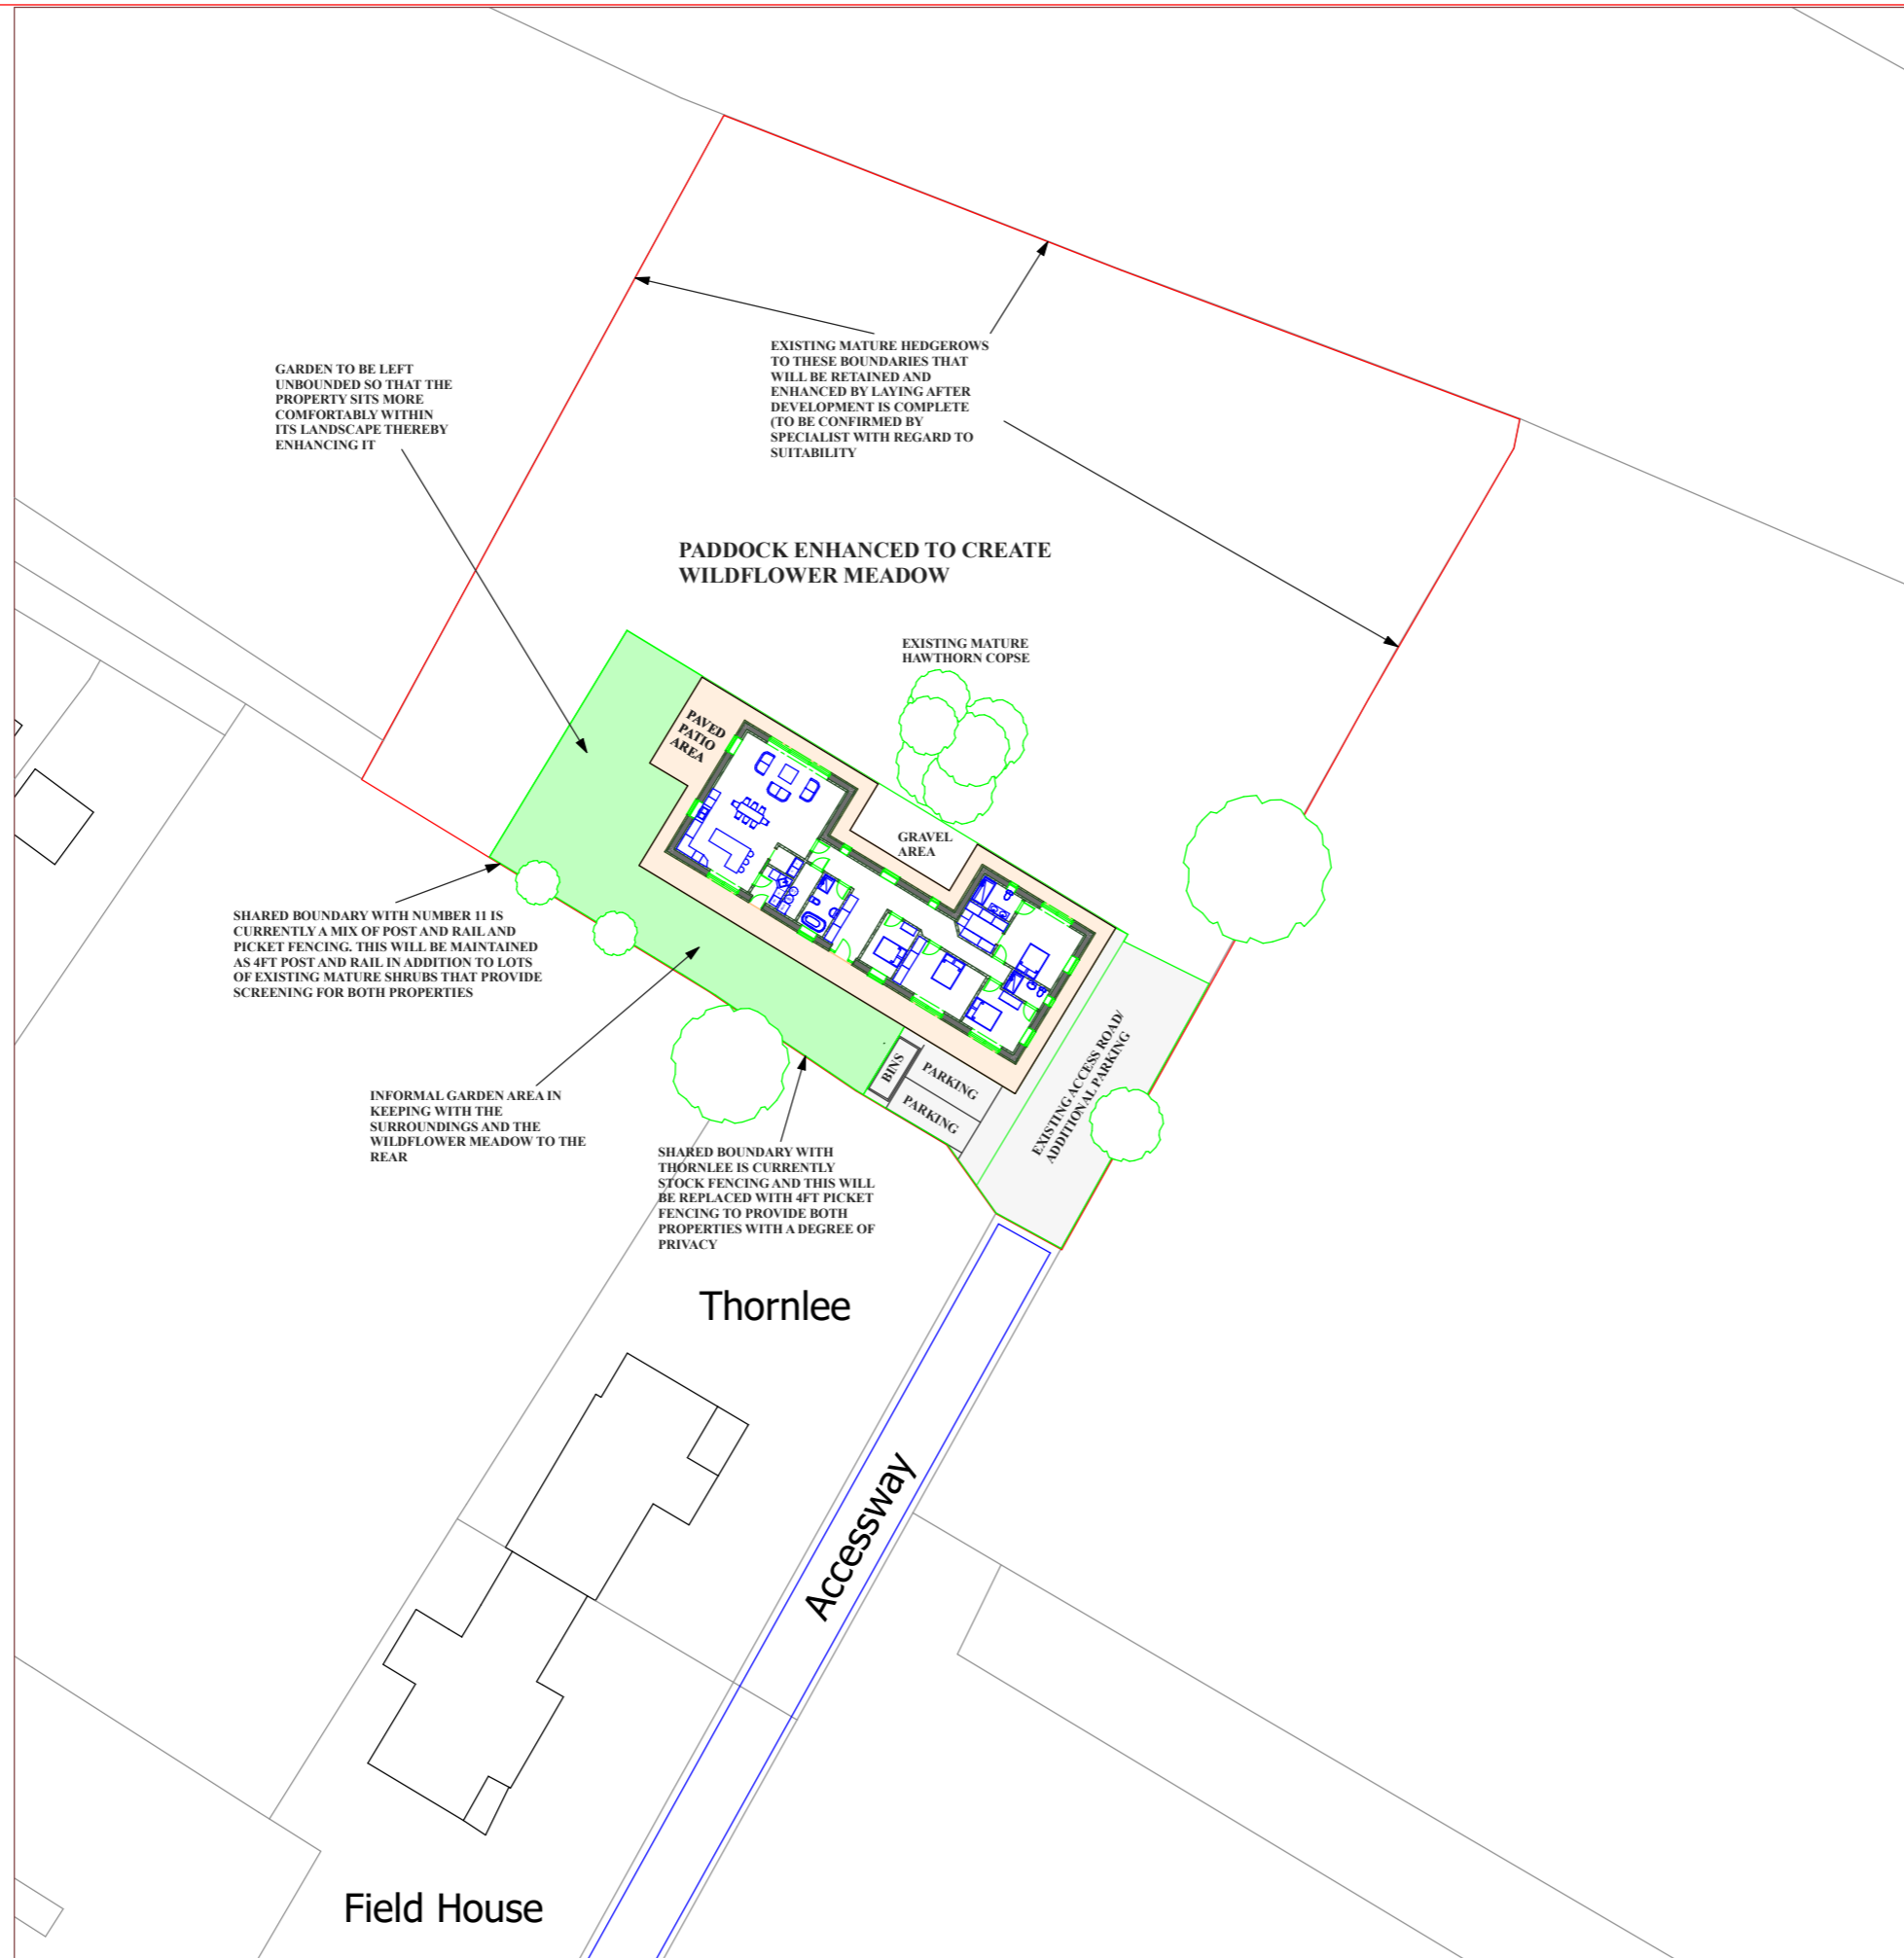 EXISTING MATURE HEDGEROWS
TO THESE BOUNDARIES THAT
WILL BE RETAINED AND
ENHANCED BY LAYING AFTER
DEVELOPMENT IS COMPLETE
(TO BE CONFIRMED BY
SPECIALIST WITH REGARD TO
SUITABILITY
GARDEN TO BE LEFT
UNBOUNDED SO THAT THE
PROPERTY SITS MORE
COMFORTABLY WITHIN
ITS LANDSCAPE THEREBY
ENHANCING IT
PADDOCK ENHANCED TO CREATE
WILDFLOWER MEADOW
EXISTING MATURE
HAWTHORN COPSE
PAVED
PATIO
AREA
GRAVEL
AREA
SHARED BOUNDARY WITH NUMBER 11 IS
CURRENTLY A MIX OF POST AND RAIL AND
PICKET FENCING. THIS WILL BE MAINTAINED
AS 4FT POST AND RAIL IN ADDITION TO LOTS
OF EXISTING MATURE SHRUBS THAT PROVIDE
SCREENING FOR BOTH PROPERTIES
BINS
PARKING
PARKING
EXISTING ACCESS ROAD/
ADDITIONAL PARKING
INFORMAL GARDEN AREA IN
KEEPING WITH THE
SURROUNDINGS AND THE
WILDFLOWER MEADOW TO THE
REAR
SHARED BOUNDARY WITH
THORNLEE IS CURRENTLY
STOCK FENCING AND THIS WILL
BE REPLACED WITH 4FT PICKET
FENCING TO PROVIDE BOTH
PROPERTIES WITH A DEGREE OF
PRIVACY
Thornlee
Accessway
Field House